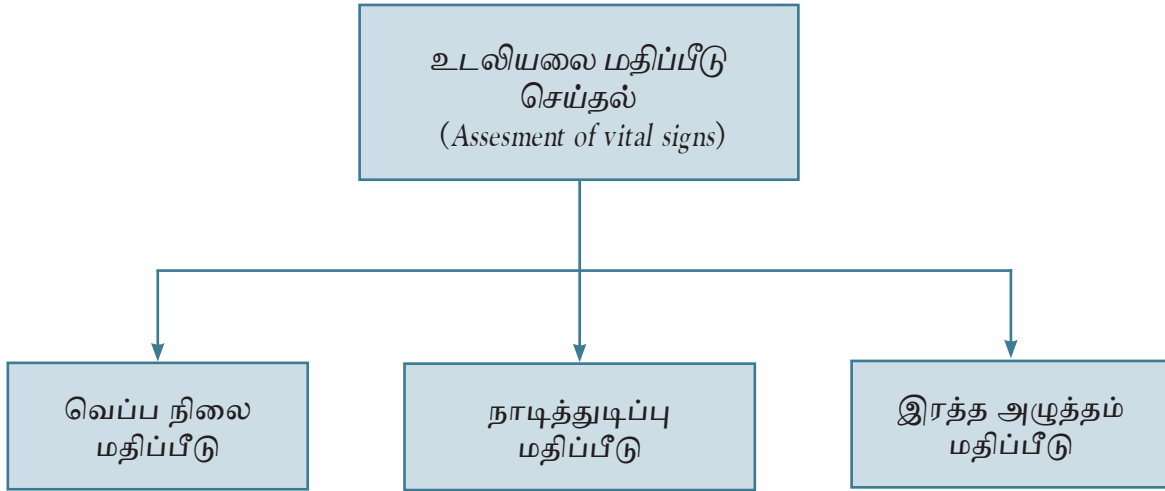 உடலியலை மதிப்பீடு
செய்தல்
(Assesment of vital signs)
வெப்ப நிலை
மதிப்பீடு
நாடித்துடிப்பு
மதிப்பீடு
இரத்த அழுத்தம்
மதிப்பீடு